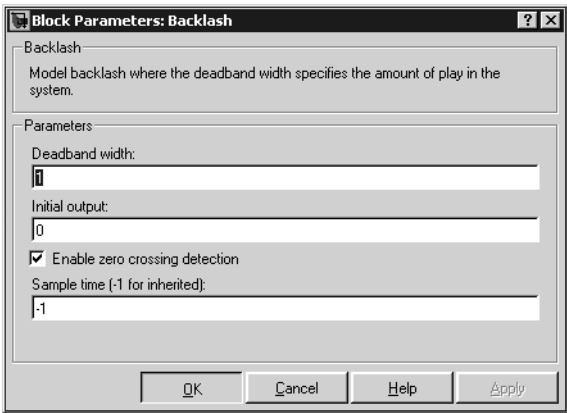 Block Parameters: Backlash
Backlash
Model backlash where the deadband width specifies the amount of play in the
system.
Parameters
Deadband width:
1
Initial output:
0
Enable zero crossing detection
Sample time (-1 for inherited):
-1
OK Cancel Help Apply